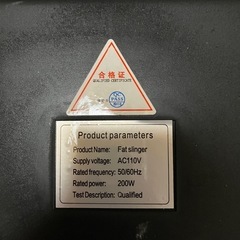 合格证
QUALIFIED CERTIFICATE
PASS
Product parameters
Product Name: Fat slinger
Supply voltage: AC110V
Rated frequency: 50/60Hz
Rated power: 200W
Test Description: Qualified